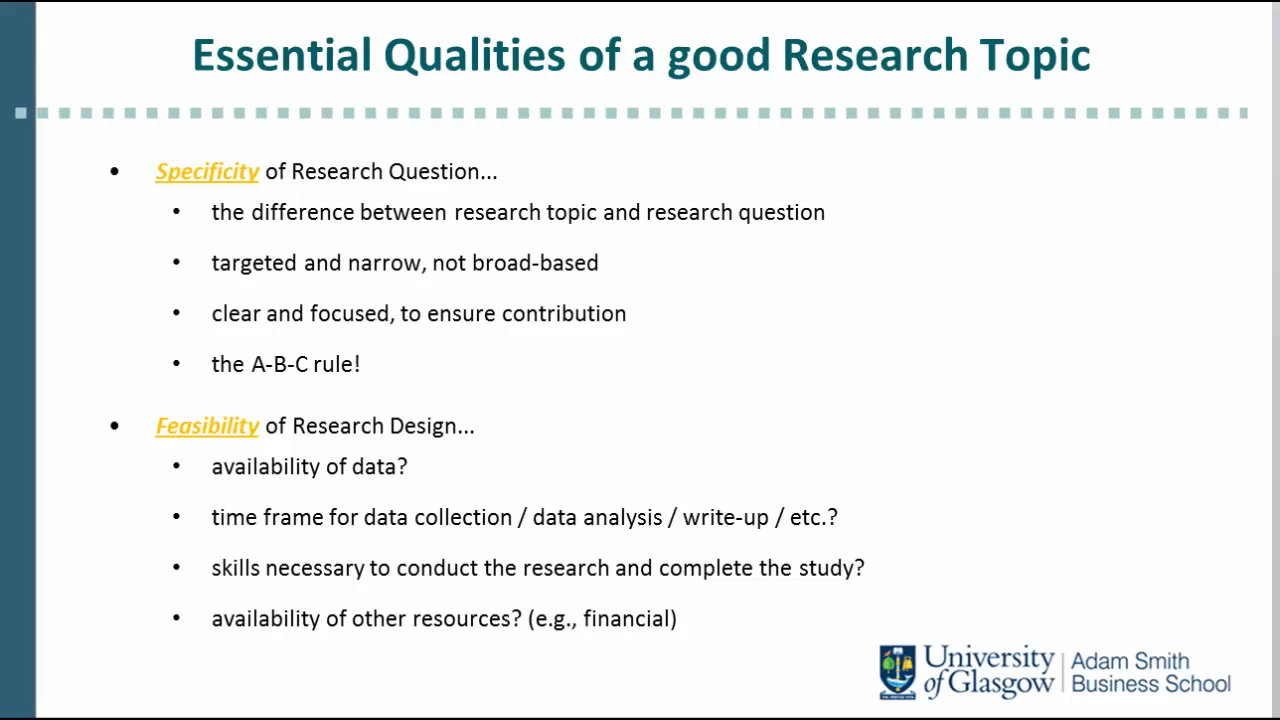 Essential Qualities of a good Research Topic
• Specificity of Research Question...
• the difference between research topic and research question
• targeted and narrow, not broad-based
• clear and focused, to ensure contribution
• the A-B-C rule!
• Feasibility of Research Design...
• availability of data?
• time frame for data collection / data analysis / write-up / etc.?
• skills necessary to conduct the research and complete the study?
• availability of other resources? (e.g., financial)
University
of Glasgow
Adam Smith
Business School